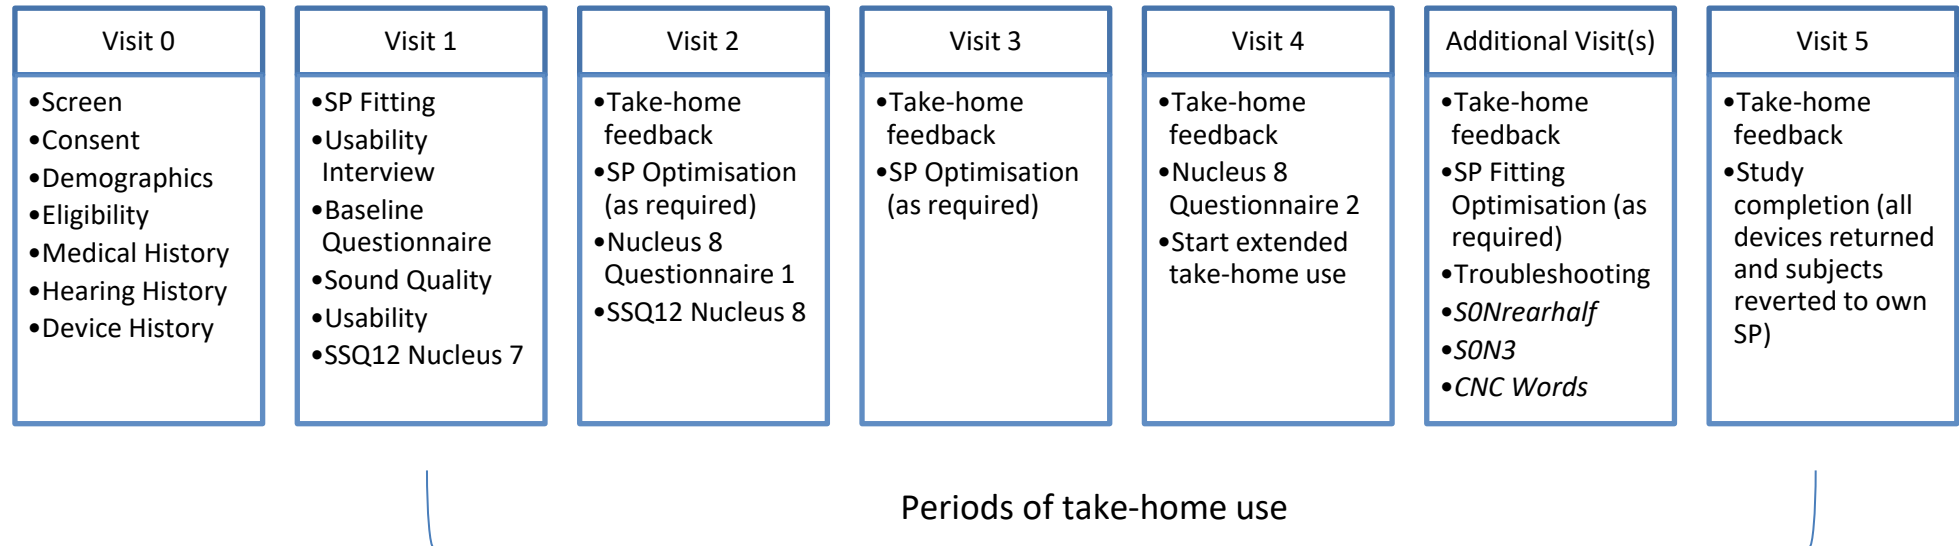 Visit 0
•Screen
•Consent
•Demographics
•Eligibility
•Medical History
•Hearing History
•Device History
Visit 1
•SP Fitting
•Usability
Interview
•Baseline
Questionnaire
•Sound Quality
•Usability
•SSQ12 Nucleus 7
Visit 2
•Take-home
feedback
•SP Optimisation
(as required)
•Nucleus 8
Questionnaire 1
•SSQ12 Nucleus 8
Visit 3
•Take-home
feedback
•SP Optimisation
(as required)
Visit 4
•Take-home
feedback
•Nucleus 8
Questionnaire 2
•Start extended
take-home use
Additional Visit(s)
•Take-home
feedback
•SP Fitting
Optimisation (as
required)
•Troubleshooting
•S0Nrearhalf
•S0N3
•CNC Words
Visit 5
•Take-home
feedback
•Study
completion (all
devices returned
and subjects
reverted to own
SP)
Periods of take-home use